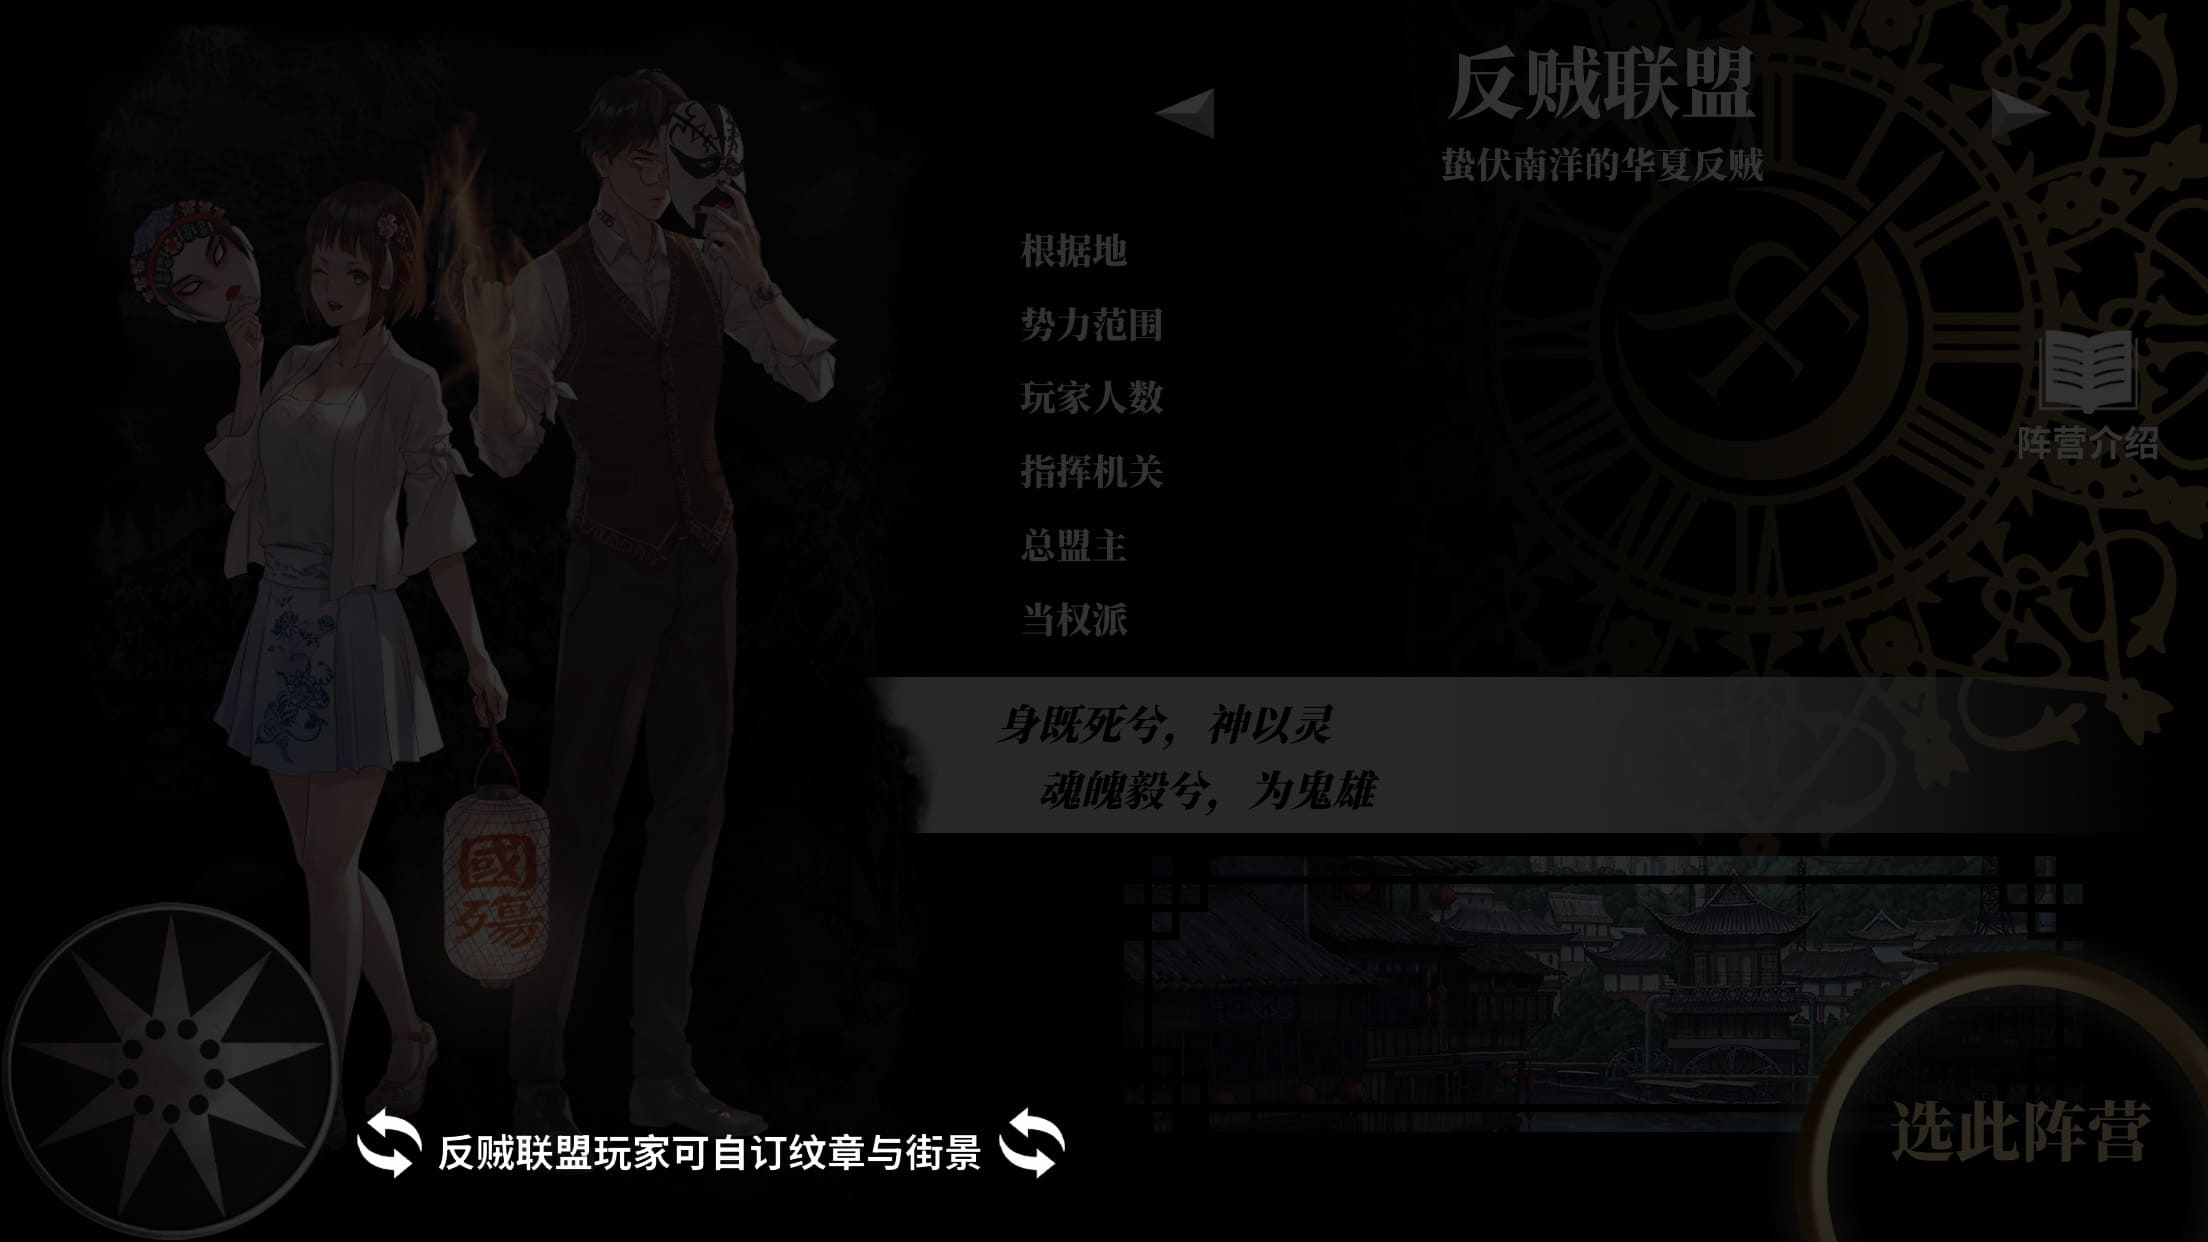 反贼联盟
蛰伏南洋的华夏反贼
根据地
势力范围
玩家人数
指挥机关
总盟主
当权派
阵营介绍
身既死兮，神以灵
魂魄毅兮，为鬼雄
國殤
选此阵营
反贼联盟玩家可自订纹章与街景